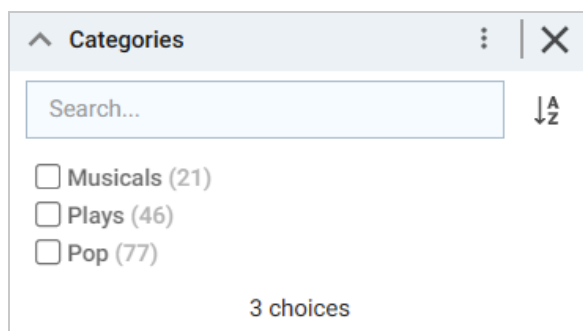 Categories
Search...
A
Z
Musicals (21)
Plays (46)
Pop (77)
3 choices